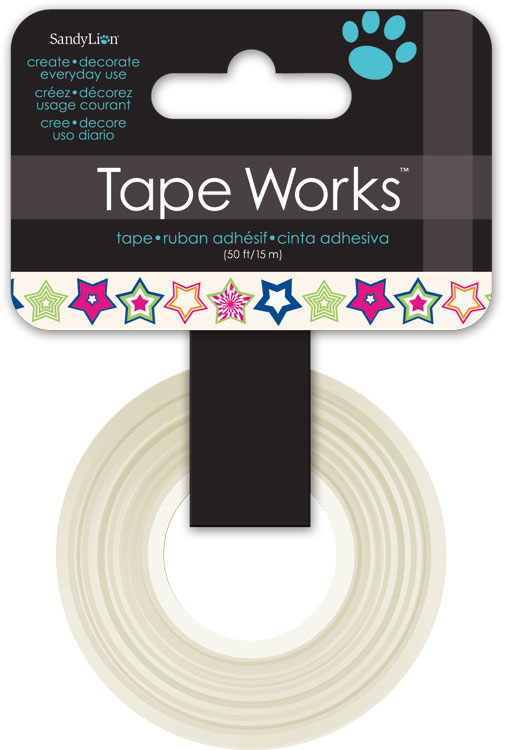 SandyLion
create•decorate
everyday use
créez•décorez
usage courant
cree•decore
uso diario
Tape Works™
tape•ruban adhésif•cinta adhesiva
(50 ft/15 m)